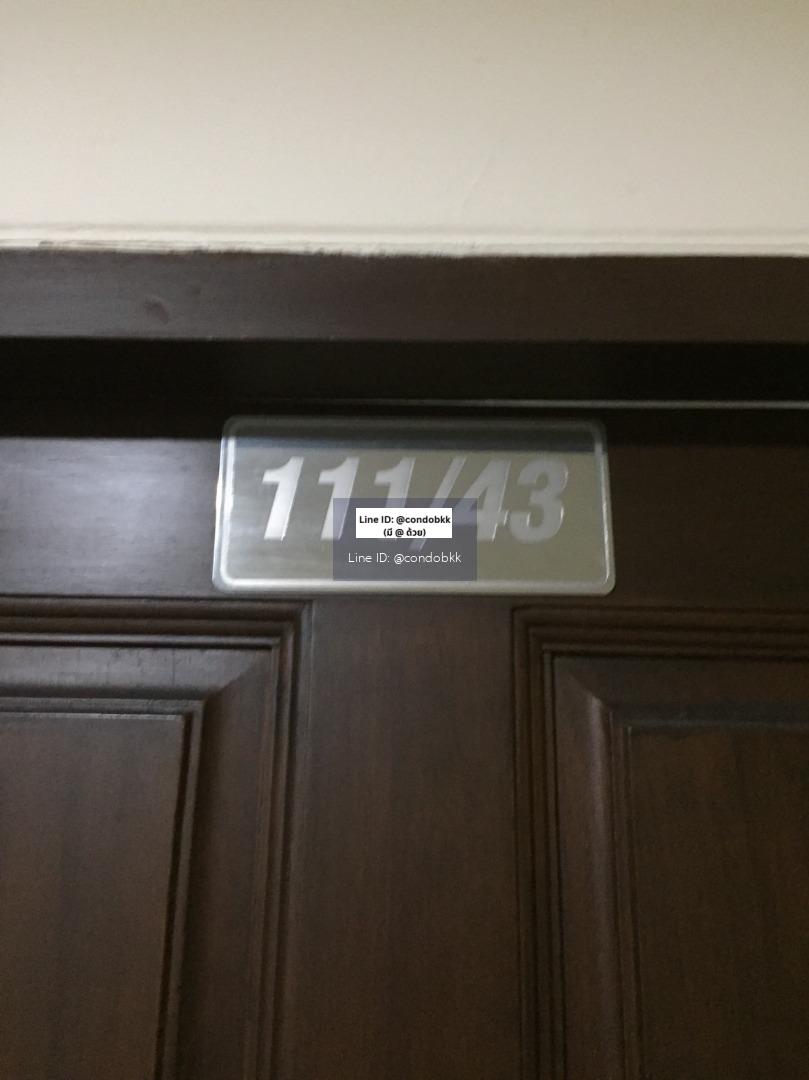 111/43
Line ID: @condobkk
(มี @ ด้วย)
Line ID: @condobkk